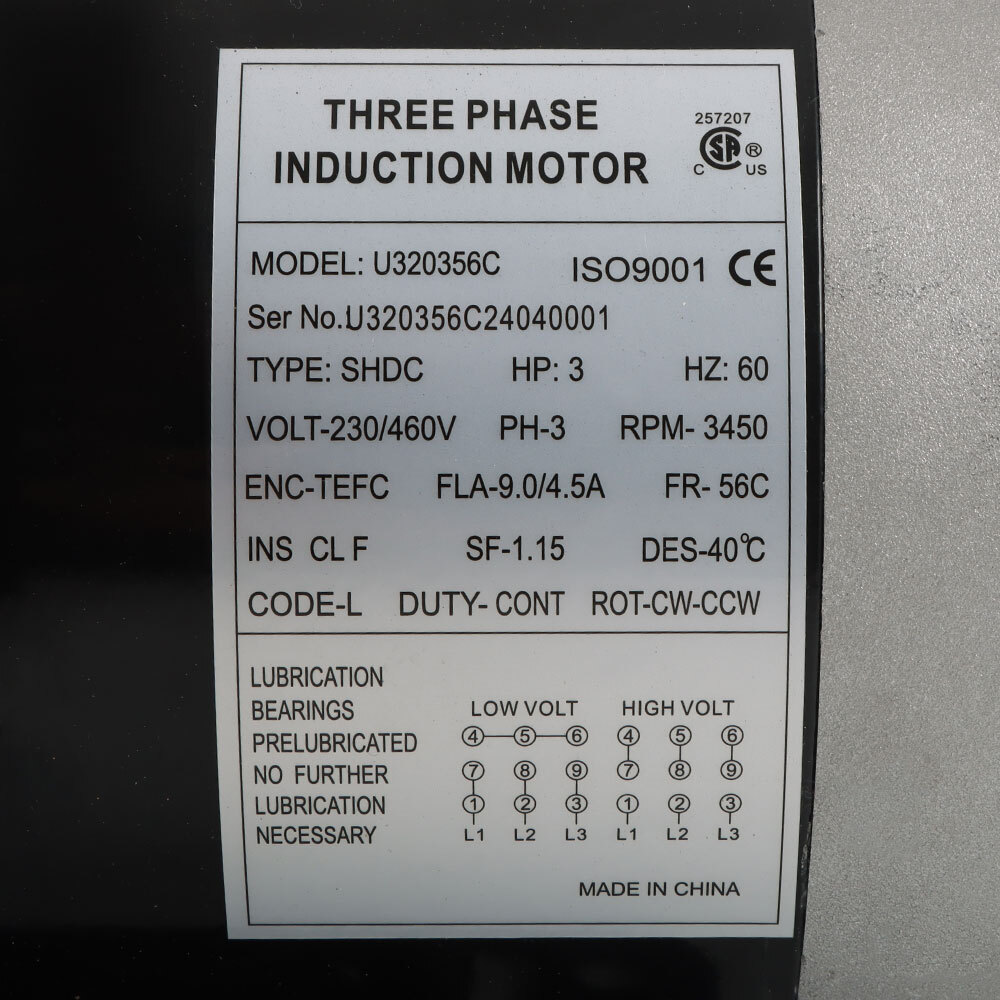 THREE PHASE
INDUCTION MOTOR
257207
SA ®
C US
MODEL: U320356C ISO9001 CE
Ser No.:U320356C24040001
TYPE: SHDC HP: 3 HZ: 60
VOLT-230/460V PH-3 RPM- 3450
ENC-TEFC FLA-9.0/4.5A FR- 56C
INS CL F SF-1.15 DES-40℃
CODE-L DUTY- CONT ROT-CW-CCW
LUBRICATION
BEARINGS
PRELUBRICATED
NO FURTHER
LUBRICATION
NECESSARY
LOW VOLT HIGH VOLT
④ ⑤ ⑥ ④ ⑤ ⑥
⑦ ⑧ ⑨ ⑦ ⑧ ⑨
① ② ③ ① ② ③
L1 L2 L3 L1 L2 L3
MADE IN CHINA